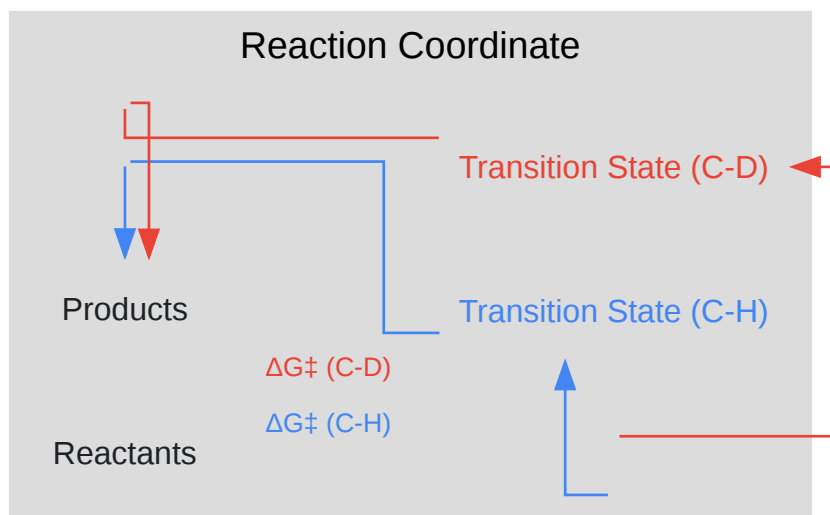 Reaction Coordinate
Transition State (C-D)
Products
Transition State (C-H)
ΔG‡ (C-D)
ΔG‡ (C-H)
Reactants